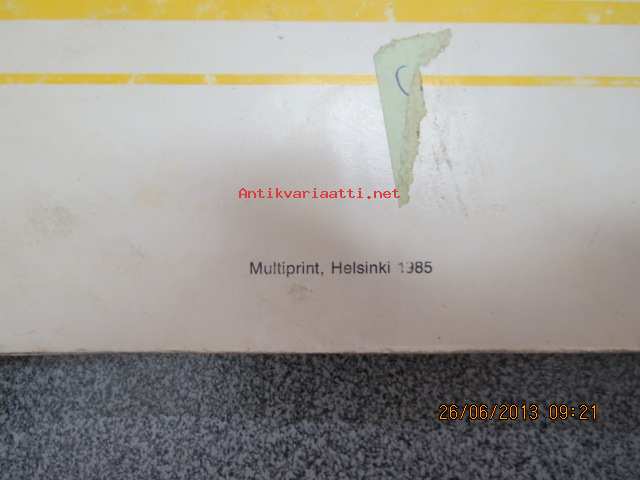 Antikvariaatti.net
Multiprint, Helsinki 1985
26/06/2013 09:21